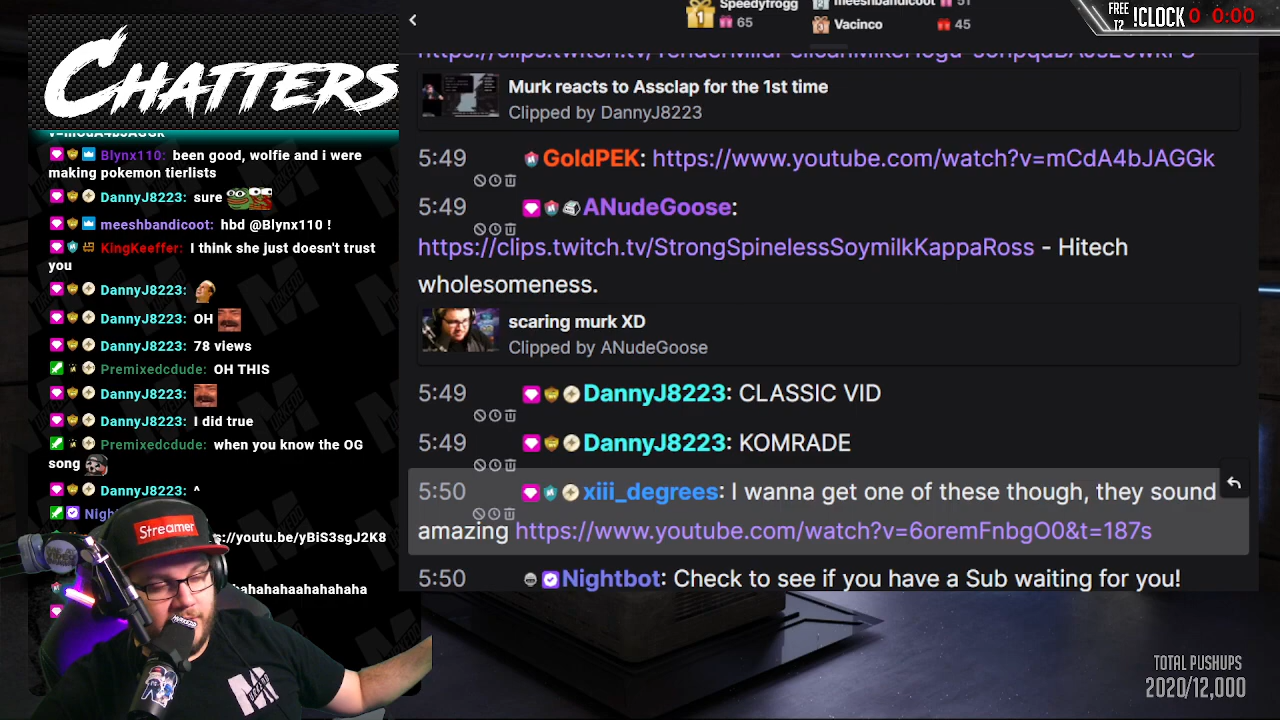 CHATTERS
Blynx110: been good, wolfie and i were
making pokemon tierlists
DannyJ8223: sure
meeshbandicoot: hbd @Blynx110 !
KingKeeffer: I think she just doesn't trust
you
DannyJ8223:
DannyJ8223: OH
DannyJ8223: 78 views
Premixedcdude: OH THIS
DannyJ8223:
DannyJ8223: I did true
Premixedcdude: when you know the OG
song
DannyJ8223: ^
Nigh
s://youtu.be/yBiS3sgJ2K8
ahahahaahahahaha
Streamer
Speedyfrogg
1
65
meeshbandicoot
51
Vacinco
45
FREE
T2
!CLOCK
0 0:00
Murk reacts to Assclap for the 1st time
Clipped by DannyJ8223
5:49 GoldPEK: https://www.youtube.com/watch?v=mCdA4bJAGGk
5:49 ANudeGoose:
https://clips.twitch.tv/StrongSpinelessSoymilkKappaRoss - Hitech
wholesomeness.
scaring murk XD
Clipped by ANudeGoose
5:49 DannyJ8223: CLASSIC VID
5:49 DannyJ8223: KOMRADE
5:50 xiii_degrees: I wanna get one of these though, they sound
amazing https://www.youtube.com/watch?v=6oremFnbgO0&t=187s
5:50 Nightbot: Check to see if you have a Sub waiting for you!
TOTAL PUSHUPS
2020/12,000